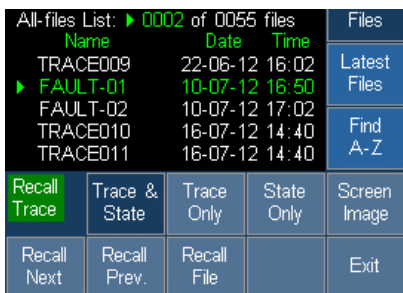 All-files List: ▶ 0002 of 0055 files
Files
Name Date Time
TRACE009 22-06-12 16:02
Latest
▶ FAULT-01 10-07-12 16:50
Files
FAULT-02 10-07-12 17:02
TRACE010 16-07-12 14:40
Find
TRACE011 16-07-12 14:40
A-Z
Recall
Trace
Trace &
State
Trace
Only
State
Only
Screen
Image
Recall
Next
Recall
Prev.
Recall
File
Exit